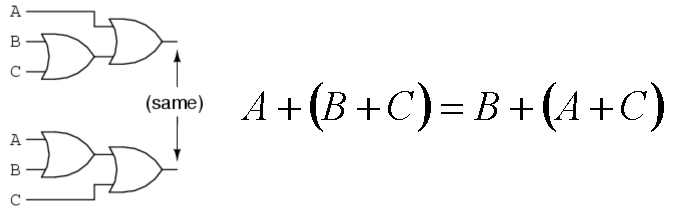 A
B
C
(same)
A + (B + C) = B + (A + C)
A
B
C